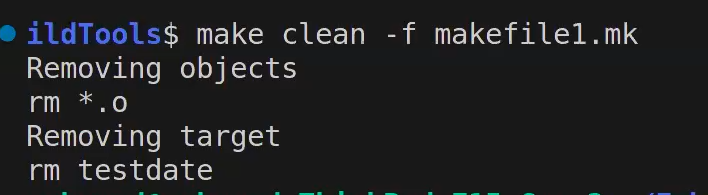 ildTools$ make clean -f makefile1.mk
Removing objects
rm *.o
Removing target
rm testdate